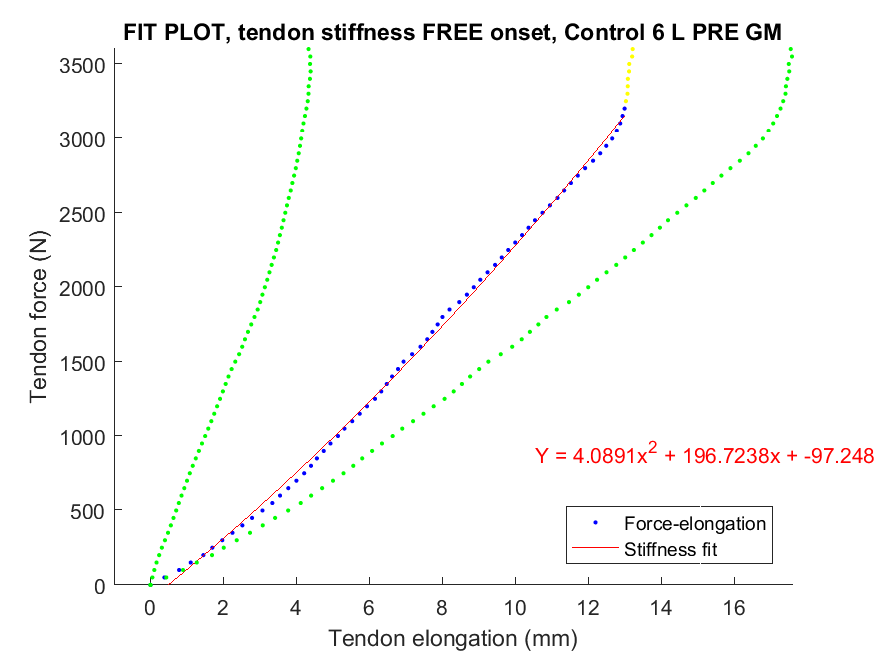 FIT PLOT, tendon stiffness FREE onset, Control 6 L PRE GM
3500
3000
2500
2000
1500
1000
500
0
Tendon force (N)
Y = 4.0891x² + 196.7238x + -97.248
Force-elongation
Stiffness fit
0 2 4 6 8 10 12 14 16
Tendon elongation (mm)